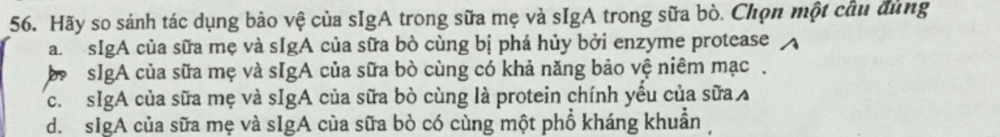 56. Hãy so sánh tác dụng bảo vệ của sIgA trong sữa mẹ và sIgA trong sữa bò. Chọn một câu đúng
a. sIgA của sữa mẹ và sIgA của sữa bò cùng bị phá hủy bởi enzyme protease
b. sIgA của sữa mẹ và sIgA của sữa bò cùng có khả năng bảo vệ niêm mạc .
c. sIgA của sữa mẹ và sIgA của sữa bò cùng là protein chính yếu của sữa
d. sIgA của sữa mẹ và sIgA của sữa bò có cùng một phổ kháng khuẩn